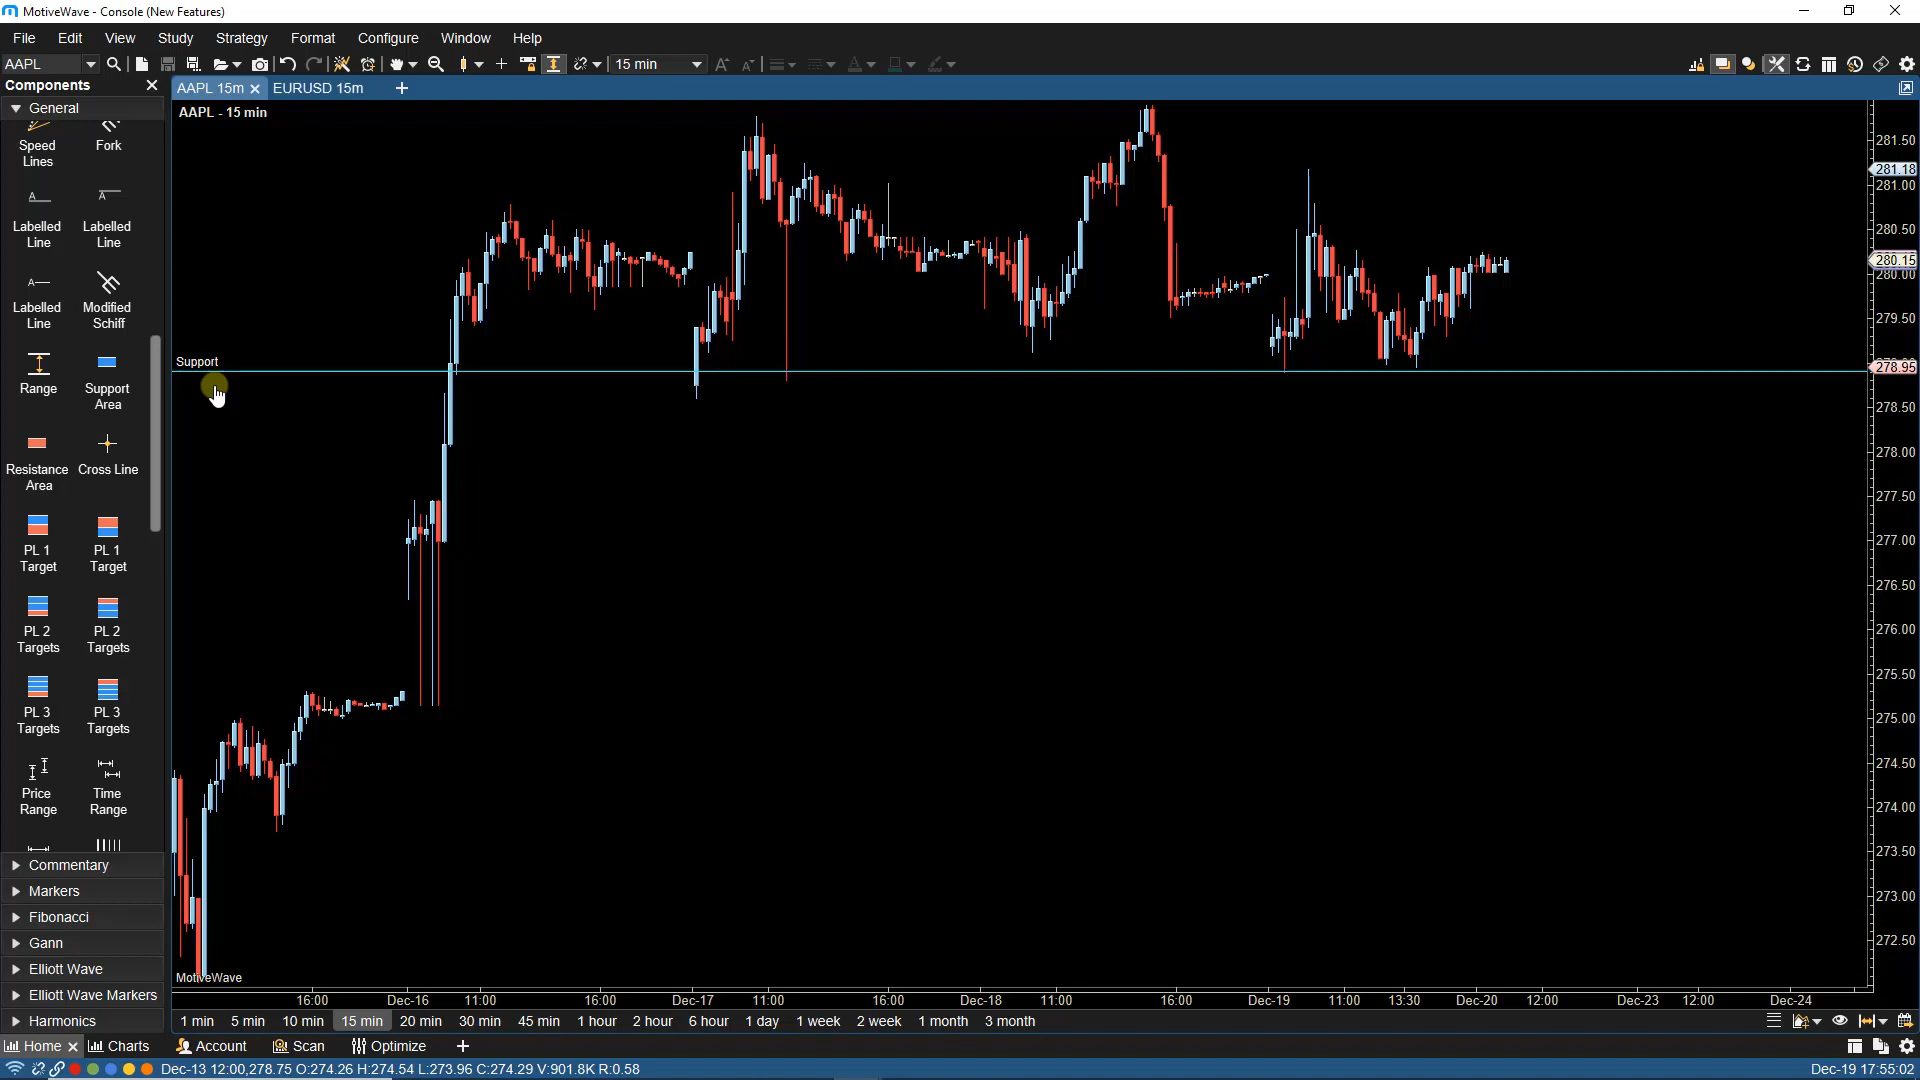 MotiveWave - Console (New Features)
File Edit View Study Strategy Format Configure Window Help
AAPL 15 min
Components
AAPL 15m EURUSD 15m
General
AAPL - 15 min
Speed Lines
Fork
Labelled Line
Labelled Line
Labelled Line
Modified Schiff
Range
Support Area
Resistance Area
Cross Line
PL 1 Target
PL 1 Target
PL 2 Targets
PL 2 Targets
PL 3 Targets
PL 3 Targets
Price Range
Time Range
Commentary
Markers
Fibonacci
Gann
Elliott Wave
Elliott Wave Markers
Harmonics
Support
MotiveWave
281.50
281.18
281.00
280.50
280.15
280.00
279.50
278.95
278.50
278.00
277.50
277.00
276.50
276.00
275.50
275.00
274.50
274.00
273.50
273.00
272.50
16:00 Dec-16 11:00 16:00 Dec-17 11:00 16:00 Dec-18 11:00 16:00 Dec-19 11:00 13:30 Dec-20 12:00 Dec-23 12:00 Dec-24
1 min 5 min 10 min 15 min 20 min 30 min 45 min 1 hour 2 hour 6 hour 1 day 1 week 2 week 1 month 3 month
Home Charts Account Scan Optimize
Dec-13 12:00,278.75 O:274.26 H:274.54 L:273.96 C:274.29 V:901.8K R:0.58
Dec-19 17:55:02